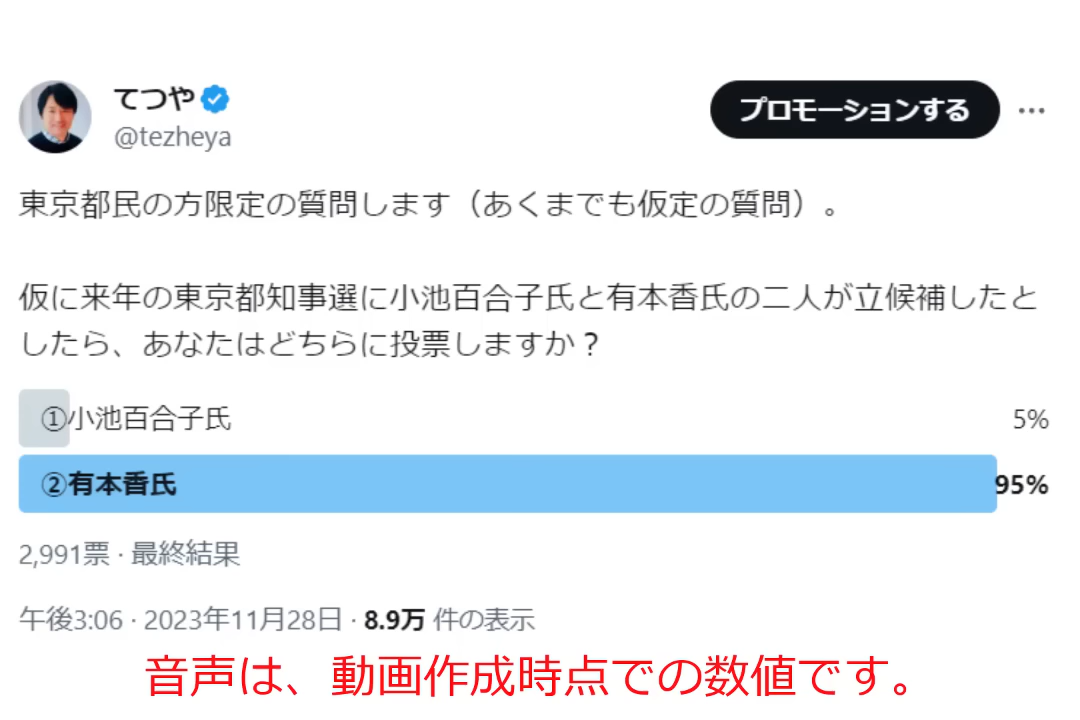 てつや
プロモーションする
@tezheya
東京都民の方限定の質問します（あくまでも仮定の質問）。
仮に来年の東京都知事選に小池百合子氏と有本香氏の二人が立候補したと
したら、あなたはどちらに投票しますか？
①小池百合子氏 5%
②有本香氏 95%
2,991票 · 最終結果
午後3:06 · 2023年11月28日 · 8.9万 件の表示
音声は、動画作成時点での数値です。